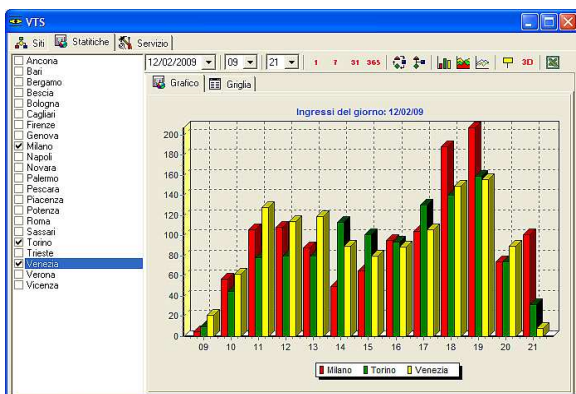 VTS
Siti Statitiche Servizio
Ancona
Bari
Bergamo
Bescia
Bologna
Cagliari
Firenze
Genova
Milano
Napoli
Novara
Palermo
Pescara
Piacenza
Potenza
Roma
Sassari
Torino
Trieste
Venezia
Verona
Vicenza
12/02/2009 09 21 1 7 31 365 3D
Grafico Griglia
Ingressi del giorno: 12/02/09
200
180
160
140
120
100
80
60
40
20
0
09 10 11 12 13 14 15 16 17 18 19 20 21
Milano Torino Venezia